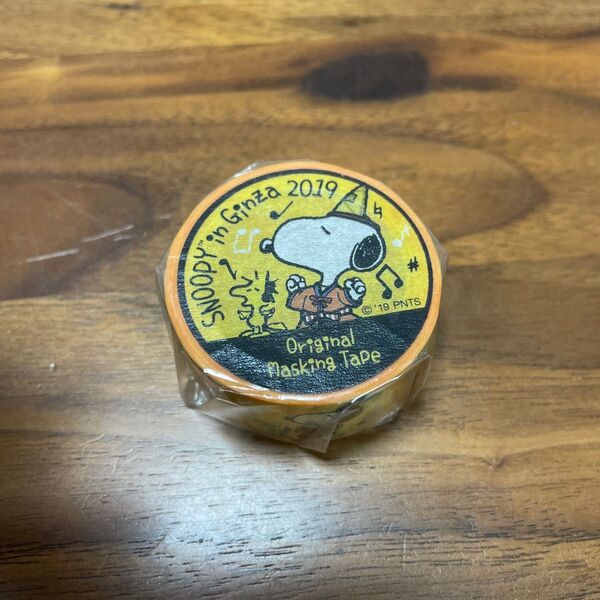 SNOOPY™ in Ginza 2019
© '19 PNTS
Original
Masking Tape